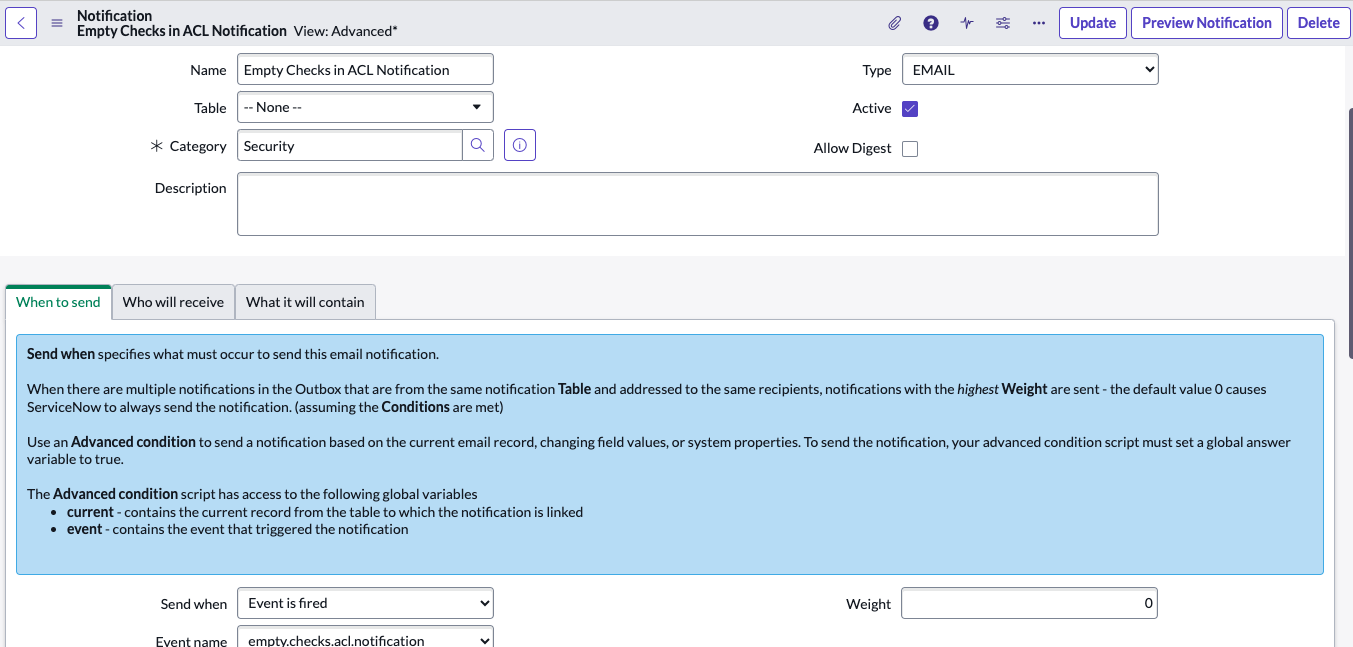 Notification
Empty Checks in ACL Notification View: Advanced*
Update
Preview Notification
Delete
Name
Empty Checks in ACL Notification
Type
EMAIL
Table
-- None --
Active
Category
Security
Allow Digest
Description
When to send
Who will receive
What it will contain
Send when specifies what must occur to send this email notification.
When there are multiple notifications in the Outbox that are from the same notification Table and addressed to the same recipients, notifications with the highest Weight are sent - the default value 0 causes
ServiceNow to always send the notification. (assuming the Conditions are met)
Use an Advanced condition to send a notification based on the current email record, changing field values, or system properties. To send the notification, your advanced condition script must set a global answer
variable to true.
The Advanced condition script has access to the following global variables
• current - contains the current record from the table to which the notification is linked
• event - contains the event that triggered the notification
Send when
Event is fired
Weight
0
Event name
empty.checks.acl.notification